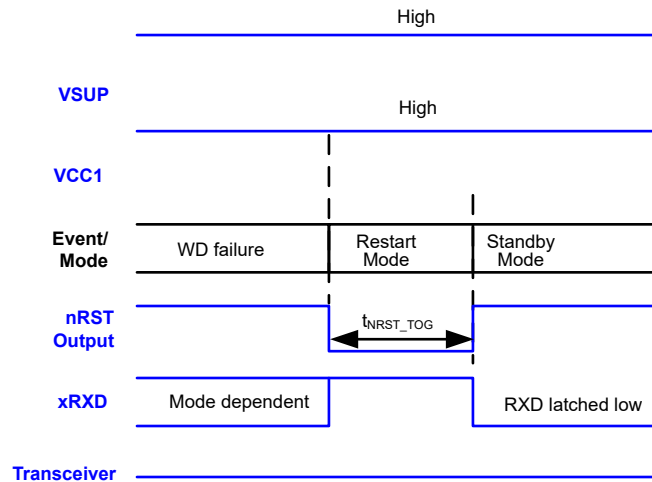 High
VSUP
High
VCC1
Event/
Mode
WD failure
Restart
Mode
Standby
Mode
nRST
Output
tNRST_TOG
xRXD
Mode dependent
RXD latched low
Transceiver